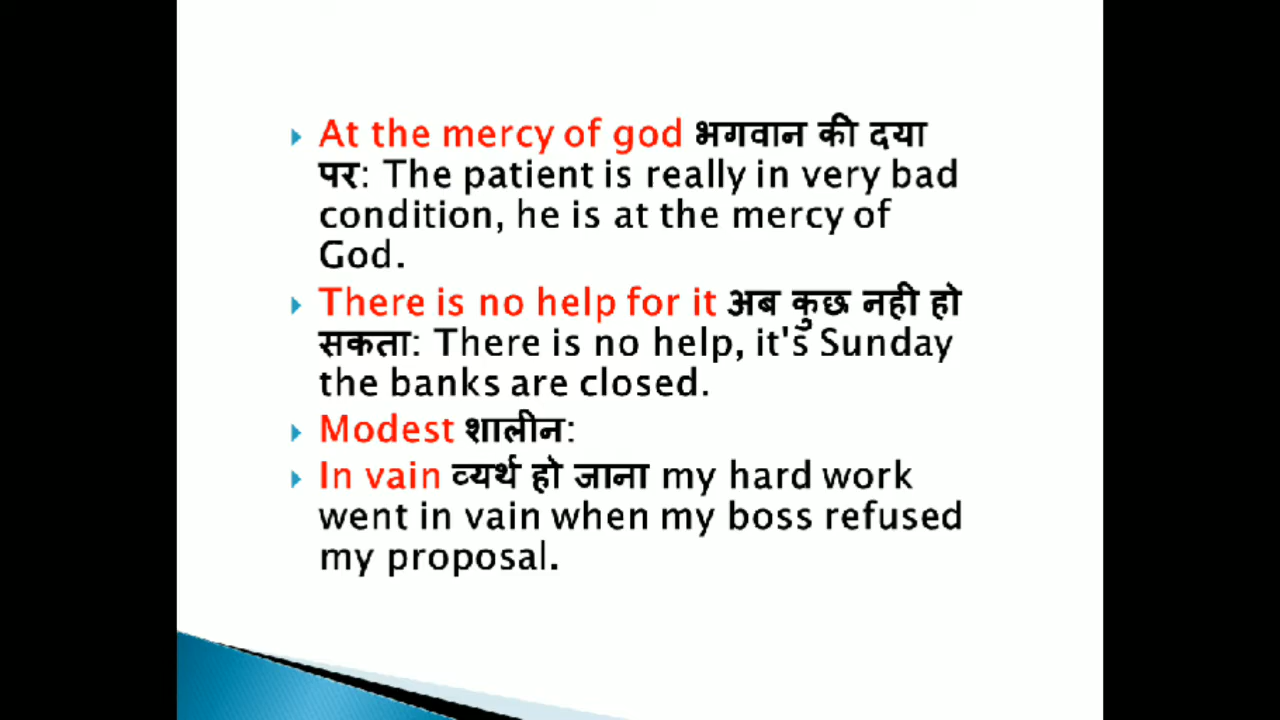 At the mercy of god भगवान की दया
पर: The patient is really in very bad
condition, he is at the mercy of
God.
There is no help for it अब कुछ नही हो
सकता: There is no help, it's Sunday
the banks are closed.
Modest शालीन:
In vain व्यर्थ हो जाना my hard work
went in vain when my boss refused
my proposal.